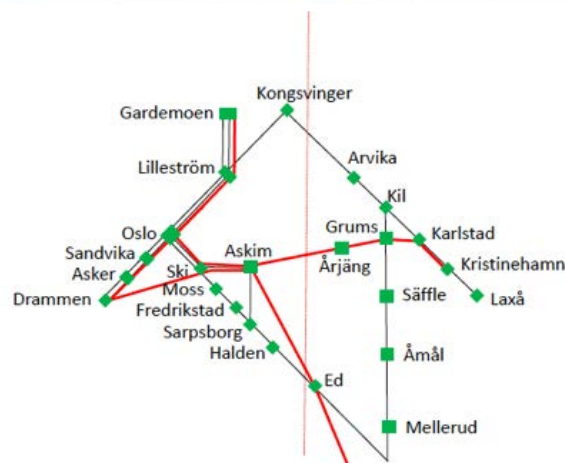 Kongsvinger
Gardemoen
Arvika
Lilleström
Kil
Oslo
Grums
Karlstad
Sandvika
Askim
Årjäng
Asker
Ski
Kristinehamn
Drammen
Moss
Säffle
Laxå
Fredrikstad
Sarpsborg
Halden
Åmål
Ed
Mellerud